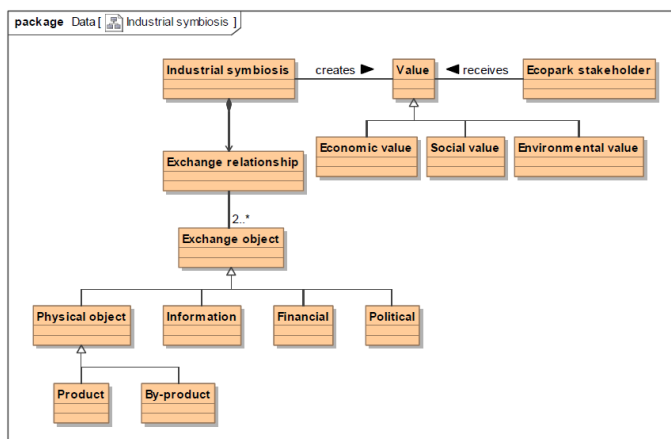 package Data [ Industrial symbiosis ]
Industrial symbiosis creates Value receives Ecopark stakeholder
Economic value Social value Environmental value
Exchange relationship
2..*
Exchange object
Physical object Information Financial Political
Product By-product